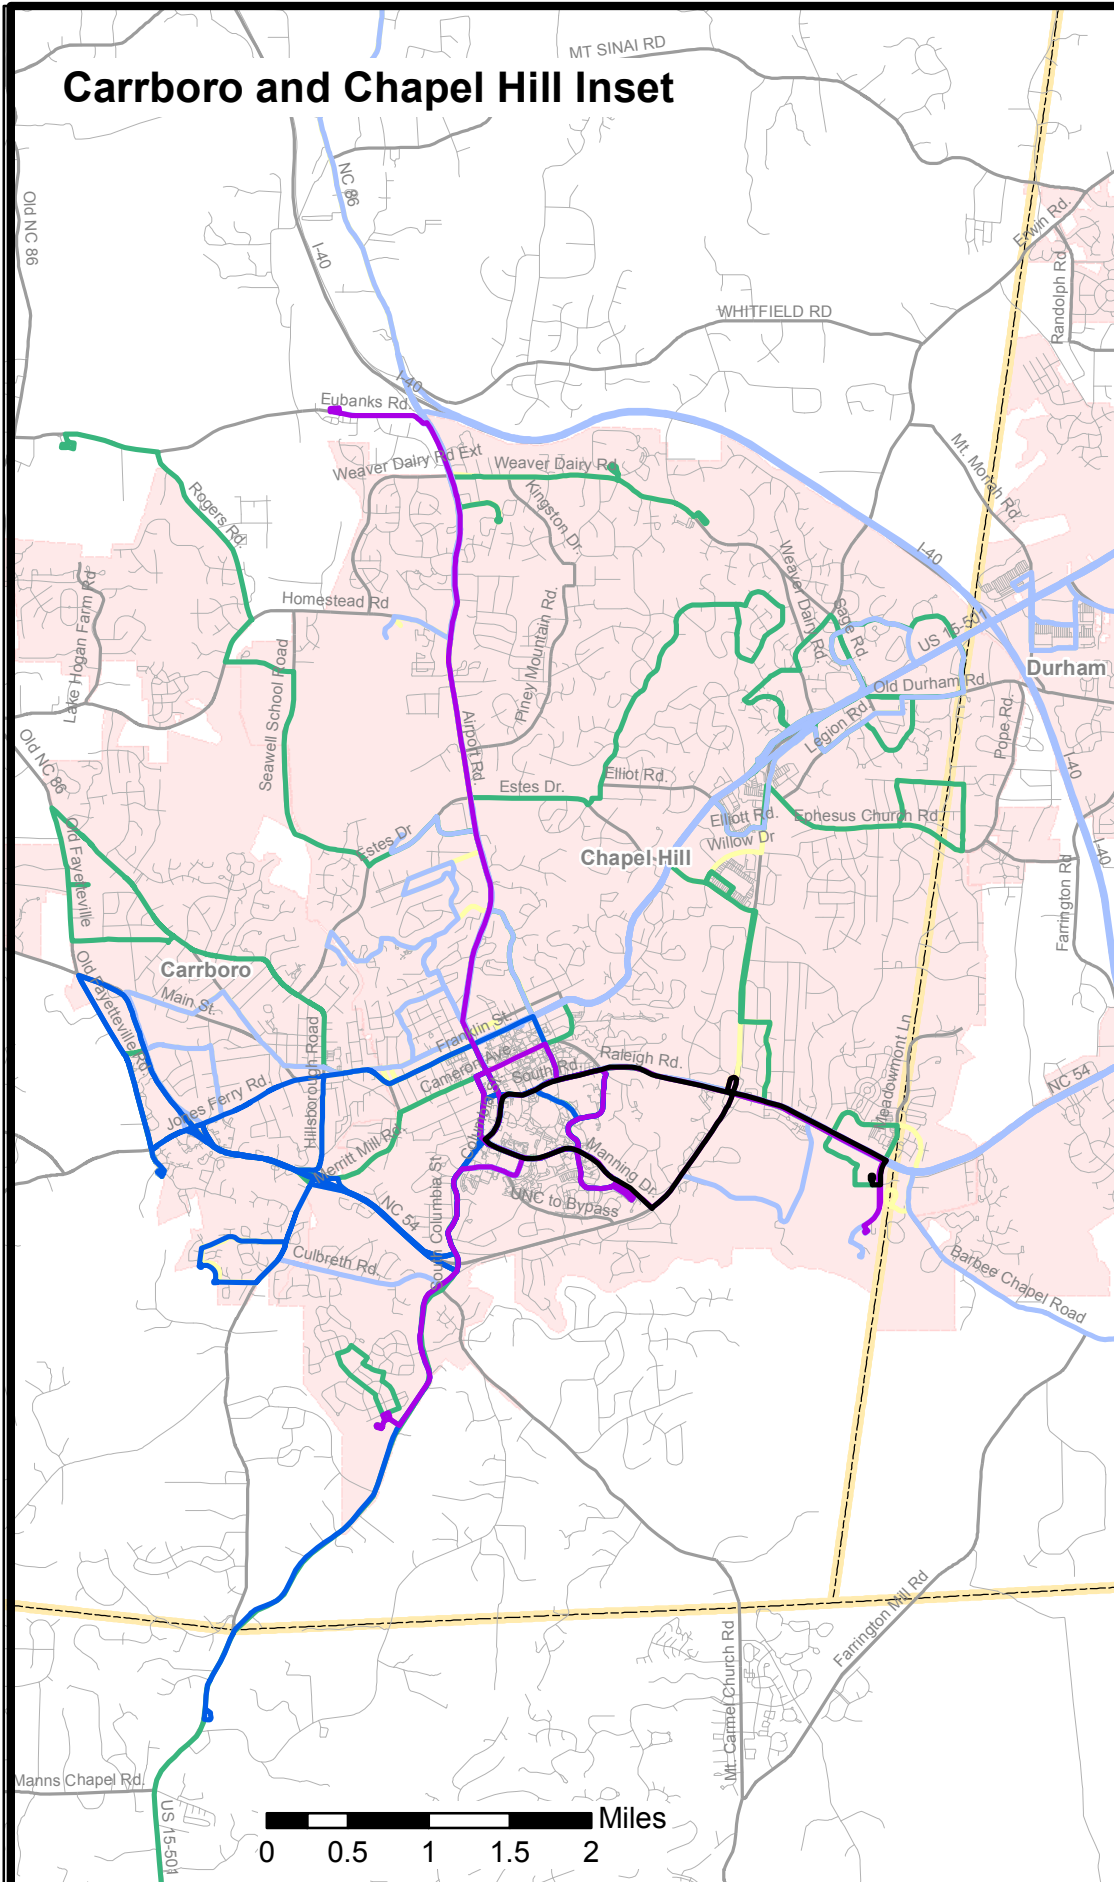 MT SINAI RD
Carrboro and Chapel Hill Inset
NC 86
Old NC 86
Erwin Rd.
I-40
Randolph Rd
WHITFIELD RD
I-40
Eubanks Rd.
Weaver Dairy Rd Ext
Weaver Dairy Rd.
Mt. Moriah Rd.
Rogers Rd.
Kingston Dr.
I-40
Weaver Dairy Rd.
Lake Hogan Farm Rd
Homestead Rd
Sage Rd.
US 15-501
Piney Mountain Rd.
Seawell School Road
Durham
Old Durham Rd.
Legion Rd.
Pope Rd.
Airport Rd.
Old NC 86
I-40
Elliot Rd.
Estes Dr.
Elliott Rd.
Ephesus Church Rd.
Willow Dr
Estes Dr
I-40
Old Fayetteville
Chapel Hill
Farrington Rd
Carrboro
Old Fayetteville Rd.
Main St.
Franklin St.
Hillsborough Road
Raleigh Rd.
Meadowmont Ln
NC 54
Cameron Ave
South Rd.
Jones Ferry Rd.
Merritt Mill Rd.
Manning Dr.
UNC to Bypass
NC 54
South Columbia St
Culbreth Rd.
Barbee Chapel Road
Farrington Mill Rd
Mt. Carmel Church Rd
Manns Chapel Rd.
US 15-501
Miles
0 0.5 1 1.5 2